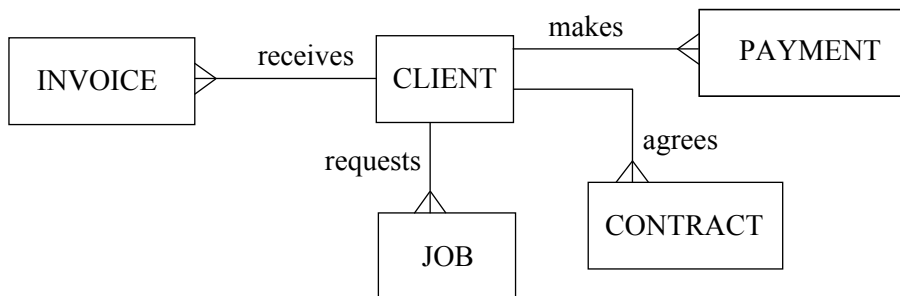 makes
PAYMENT
receives
CLIENT
INVOICE
agrees
requests
CONTRACT
JOB